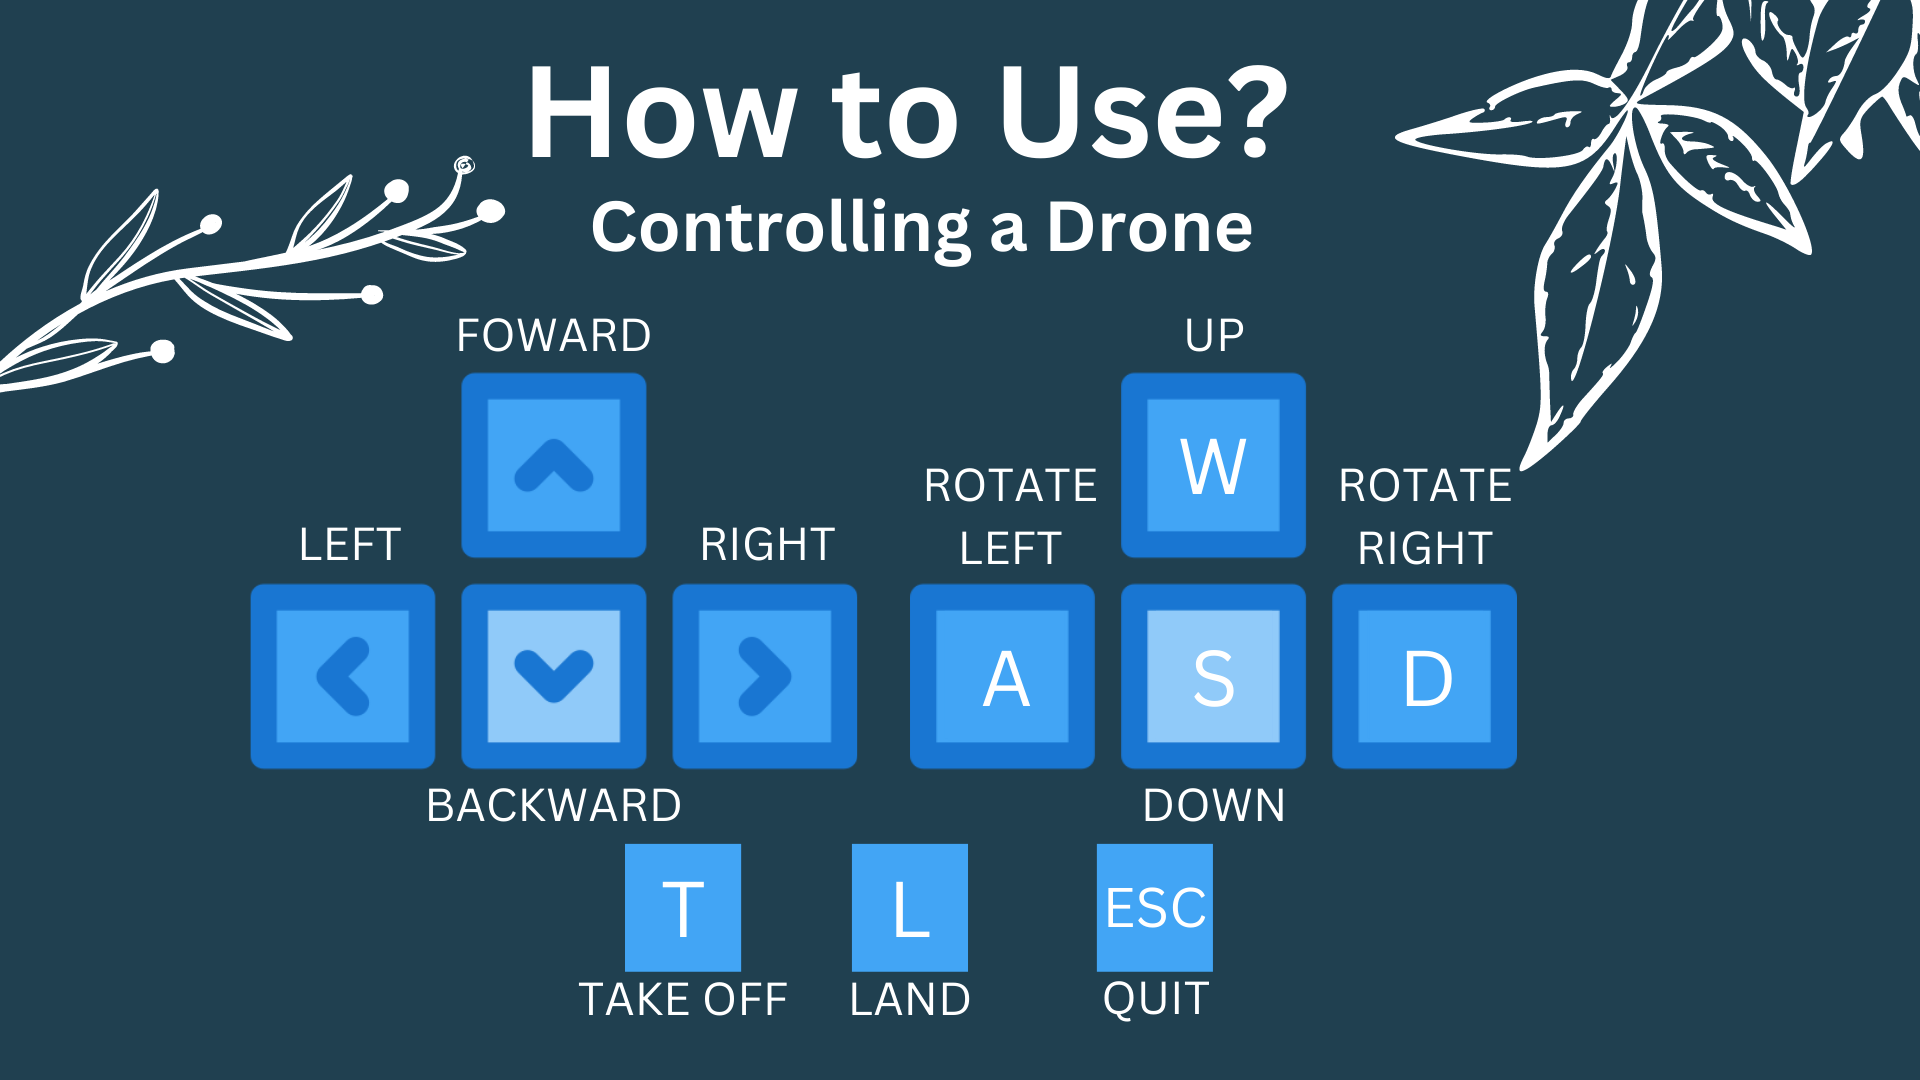 How to Use?
Controlling a Drone
FOWARD
UP
W
ROTATE
LEFT
ROTATE
RIGHT
LEFT
RIGHT
A
S
D
BACKWARD
DOWN
T
L
ESC
TAKE OFF
LAND
QUIT